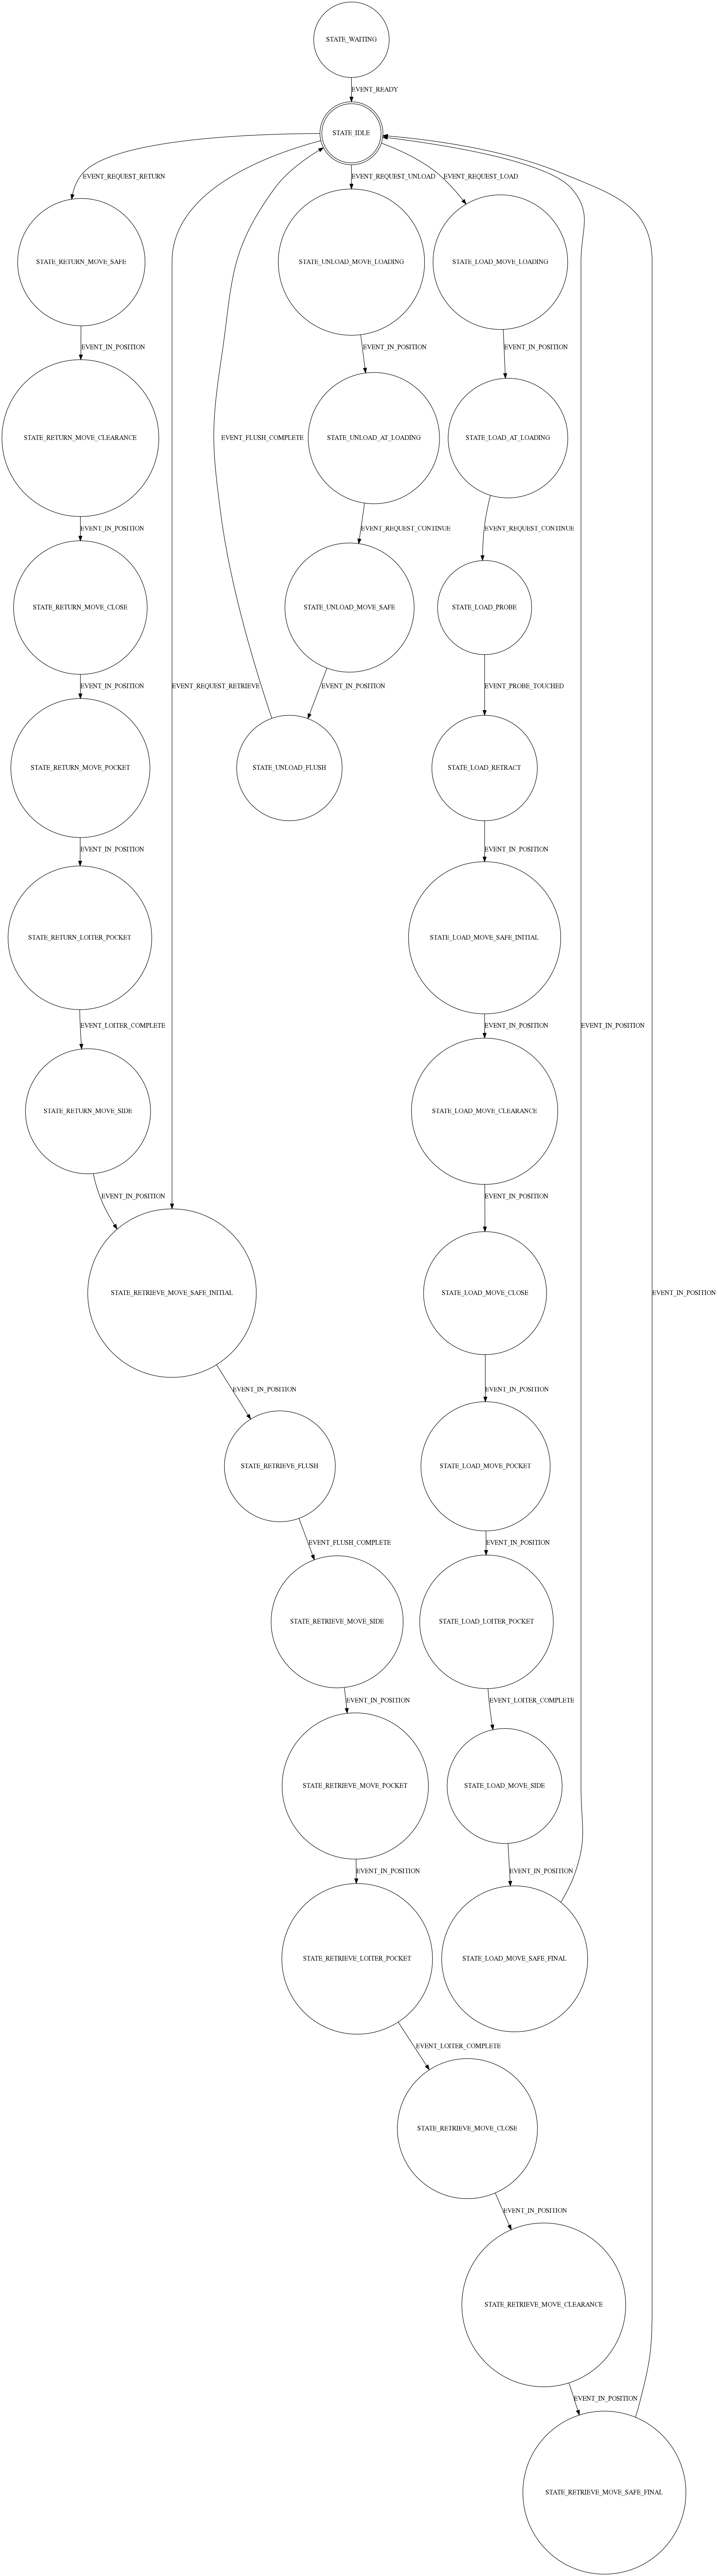 STATE_WAITING
EVENT_READY
STATE_IDLE
EVENT_REQUEST_RETURN
EVENT_REQUEST_UNLOAD
EVENT_REQUEST_LOAD
STATE_RETURN_MOVE_SAFE
STATE_UNLOAD_MOVE_LOADING
STATE_LOAD_MOVE_LOADING
EVENT_IN_POSITION
EVENT_IN_POSITION
EVENT_IN_POSITION
STATE_RETURN_MOVE_CLEARANCE
EVENT_FLUSH_COMPLETE
STATE_UNLOAD_AT_LOADING
STATE_LOAD_AT_LOADING
EVENT_IN_POSITION
EVENT_REQUEST_CONTINUE
EVENT_REQUEST_CONTINUE
STATE_RETURN_MOVE_CLOSE
STATE_UNLOAD_MOVE_SAFE
STATE_LOAD_PROBE
EVENT_IN_POSITION
EVENT_REQUEST_RETRIEVE
EVENT_IN_POSITION
EVENT_PROBE_TOUCHED
STATE_RETURN_MOVE_POCKET
STATE_UNLOAD_FLUSH
STATE_LOAD_RETRACT
EVENT_IN_POSITION
EVENT_IN_POSITION
STATE_RETURN_LOITER_POCKET
STATE_LOAD_MOVE_SAFE_INITIAL
EVENT_LOITER_COMPLETE
EVENT_IN_POSITION
EVENT_IN_POSITION
STATE_RETURN_MOVE_SIDE
STATE_LOAD_MOVE_CLEARANCE
EVENT_IN_POSITION
EVENT_IN_POSITION
STATE_RETRIEVE_MOVE_SAFE_INITIAL
STATE_LOAD_MOVE_CLOSE
EVENT_IN_POSITION
EVENT_IN_POSITION
EVENT_IN_POSITION
STATE_RETRIEVE_FLUSH
STATE_LOAD_MOVE_POCKET
EVENT_FLUSH_COMPLETE
EVENT_IN_POSITION
STATE_RETRIEVE_MOVE_SIDE
STATE_LOAD_LOITER_POCKET
EVENT_IN_POSITION
EVENT_LOITER_COMPLETE
STATE_RETRIEVE_MOVE_POCKET
STATE_LOAD_MOVE_SIDE
EVENT_IN_POSITION
EVENT_IN_POSITION
STATE_RETRIEVE_LOITER_POCKET
STATE_LOAD_MOVE_SAFE_FINAL
EVENT_LOITER_COMPLETE
STATE_RETRIEVE_MOVE_CLOSE
EVENT_IN_POSITION
STATE_RETRIEVE_MOVE_CLEARANCE
EVENT_IN_POSITION
STATE_RETRIEVE_MOVE_SAFE_FINAL